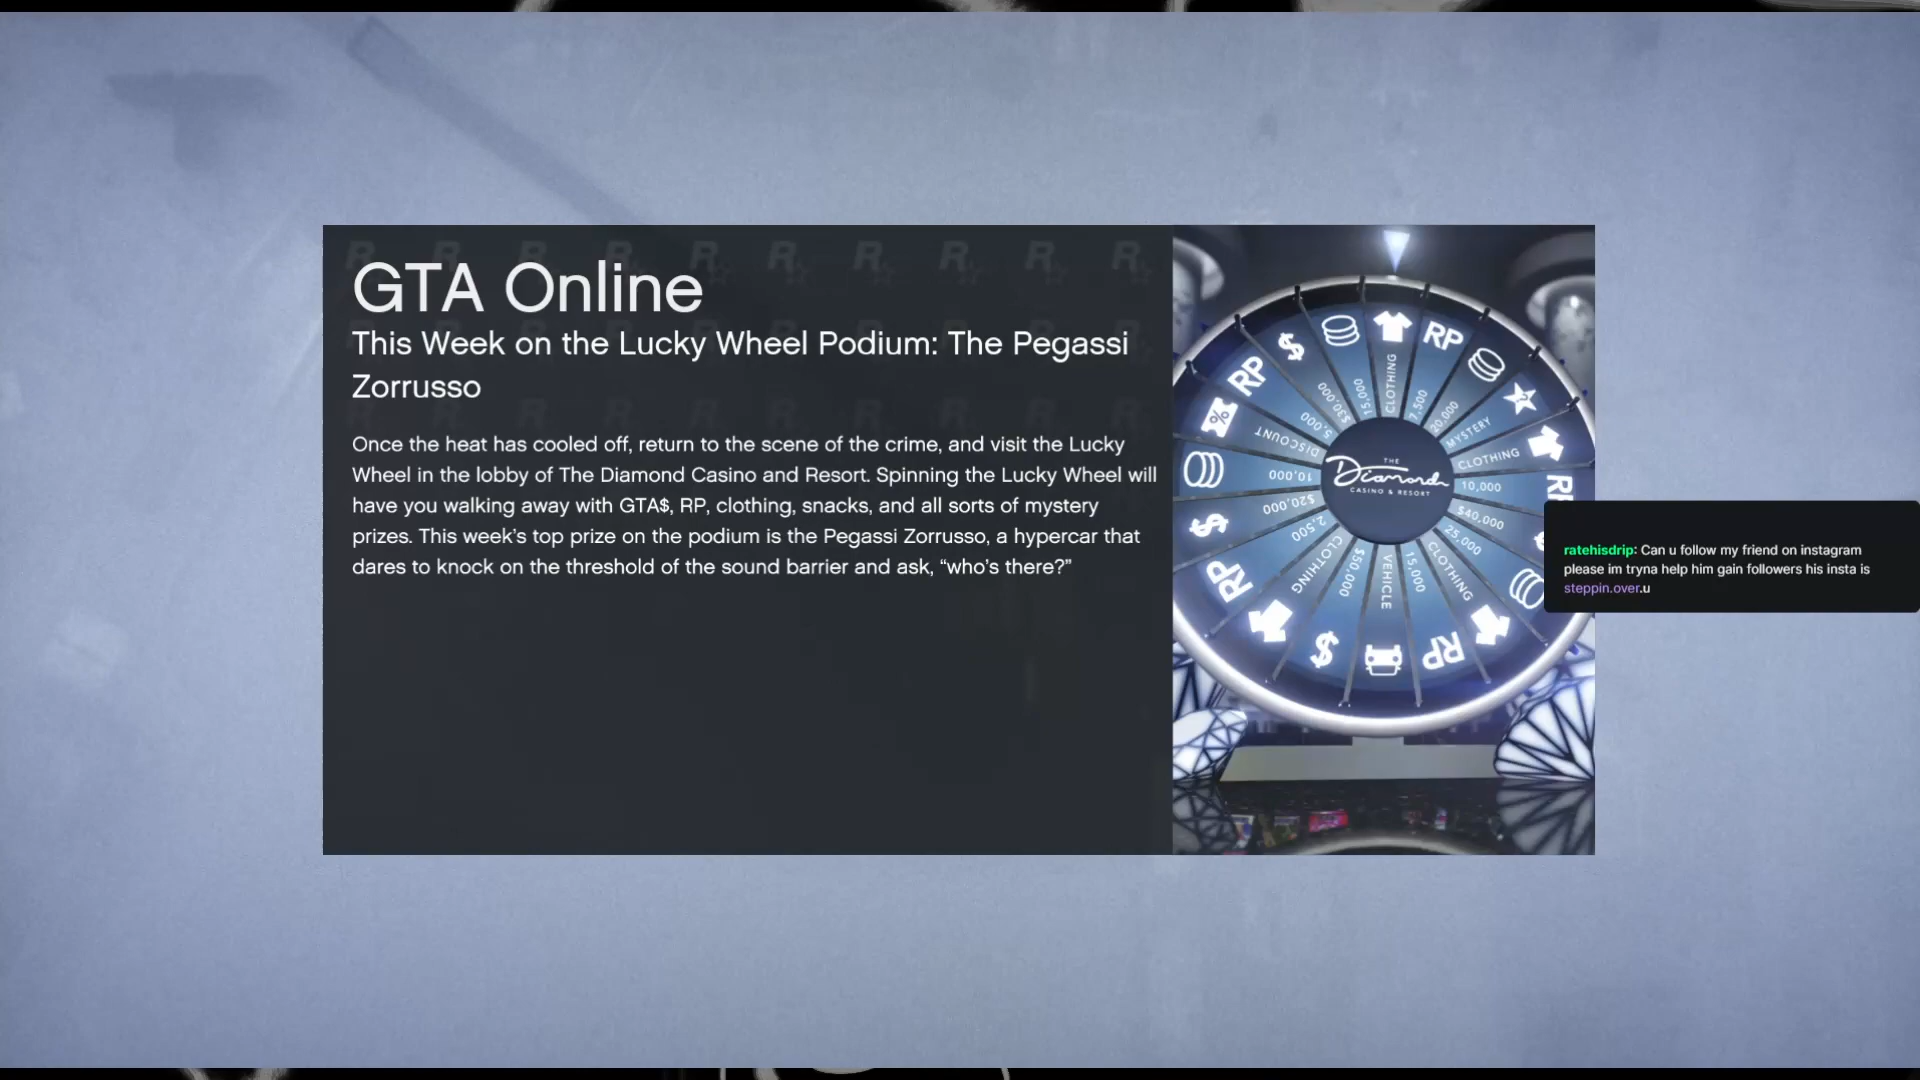 GTA Online
This Week on the Lucky Wheel Podium: The Pegassi
Zorrusso
Once the heat has cooled off, return to the scene of the crime, and visit the Lucky
Wheel in the lobby of The Diamond Casino and Resort. Spinning the Lucky Wheel will
have you walking away with GTA$, RP, clothing, snacks, and all sorts of mystery
prizes. This week’s top prize on the podium is the Pegassi Zorrusso, a hypercar that
dares to knock on the threshold of the sound barrier and ask, “who’s there?”
THE
Diamond
CASINO & RESORT
CLOTHING
RP 7,500
20,000
MYSTERY
CLOTHING
RP 10,000
$40,000
25,000
CLOTHING
RP 15,000
VEHICLE
$ $50,000
CLOTHING
RP 2,500
$ $20,000
10,000
% DISCOUNT
RP 5,000
$ $30,000
15,000
ratehisdrip: Can u follow my friend on instagram
please im tryna help him gain followers his insta is
steppin.over.u